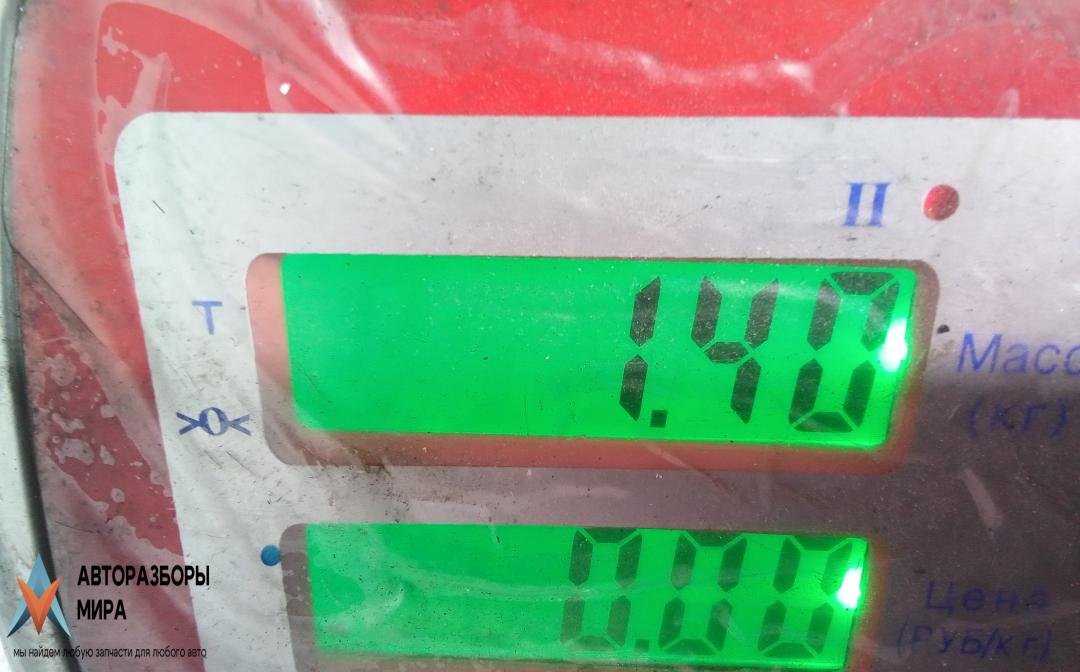 II
T
1.40
Масс
(кг)
>0<
0.00
Цена
(РУБ/кг)
АВТОРАЗБОРЫ
МИРА
мы найдем любую запчасти для любого авто